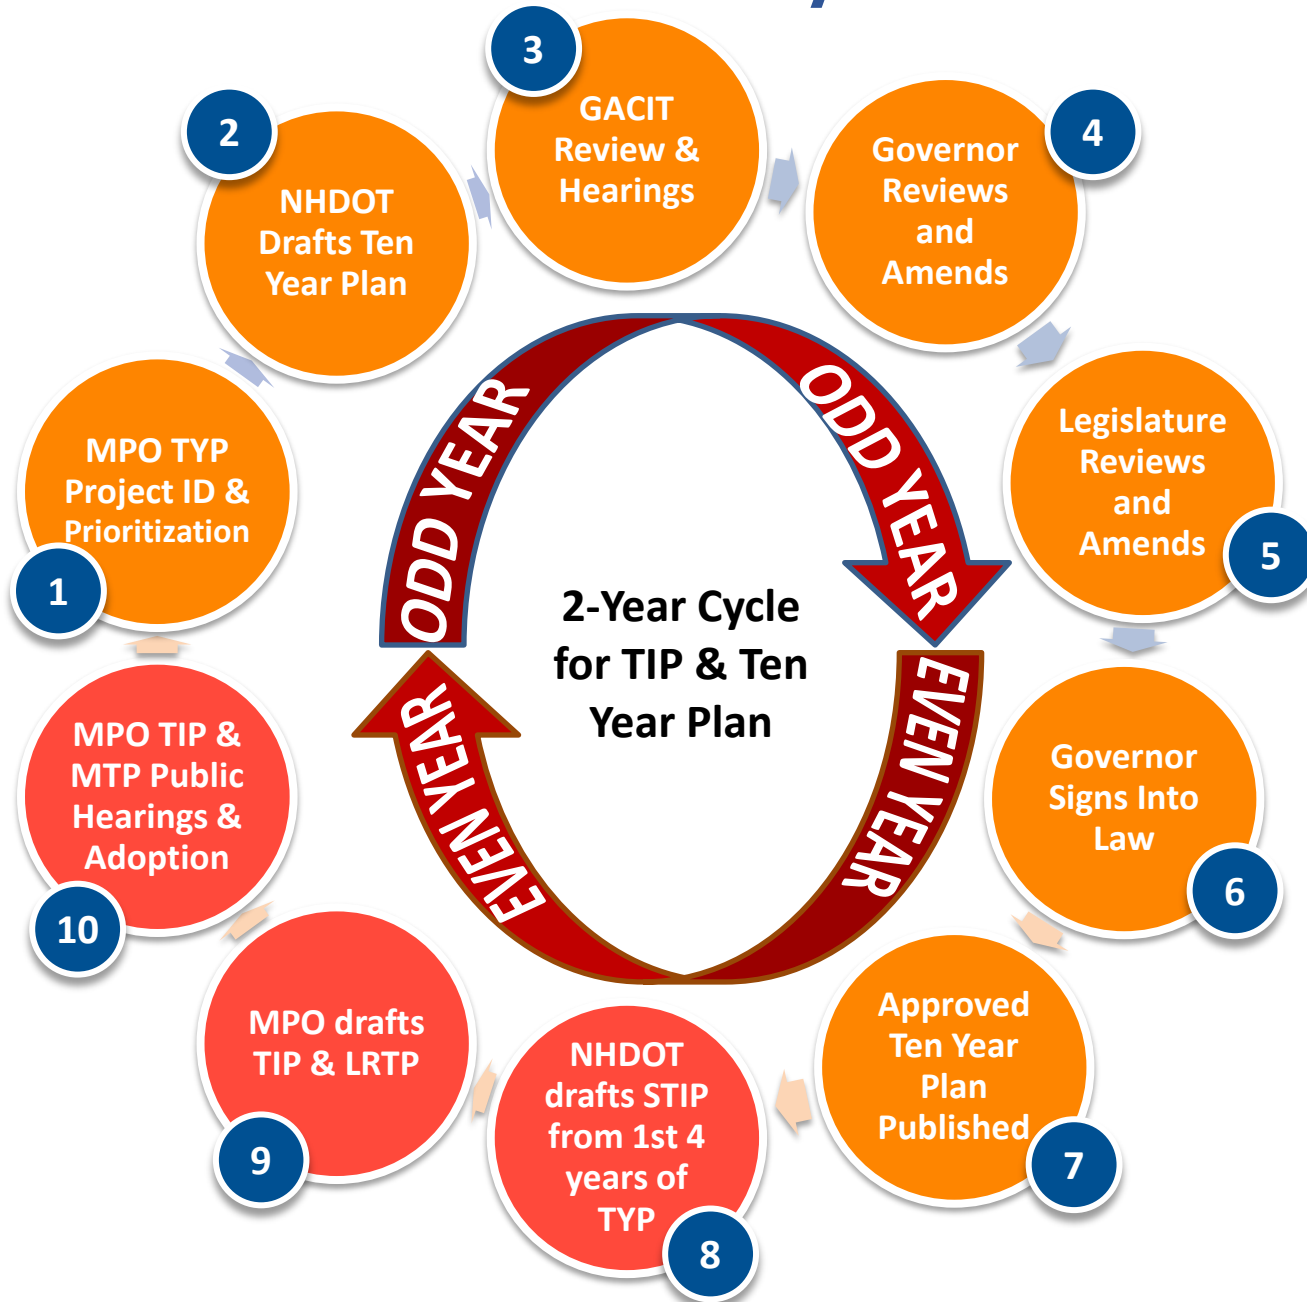 1
MPO TYP
Project ID &
Prioritization
2
NHDOT
Drafts Ten
Year Plan
3
GACIT
Review &
Hearings
4
Governor
Reviews
and
Amends
5
Legislature
Reviews
and
Amends
6
Governor
Signs Into
Law
7
Approved
Ten Year
Plan
Published
8
NHDOT
drafts STIP
from 1st 4
years of
TYP
9
MPO drafts
TIP & LRTP
10
MPO TIP &
MTP Public
Hearings &
Adoption
ODD YEAR
ODD YEAR
EVEN YEAR
EVEN YEAR
2-Year Cycle
for TIP & Ten
Year Plan